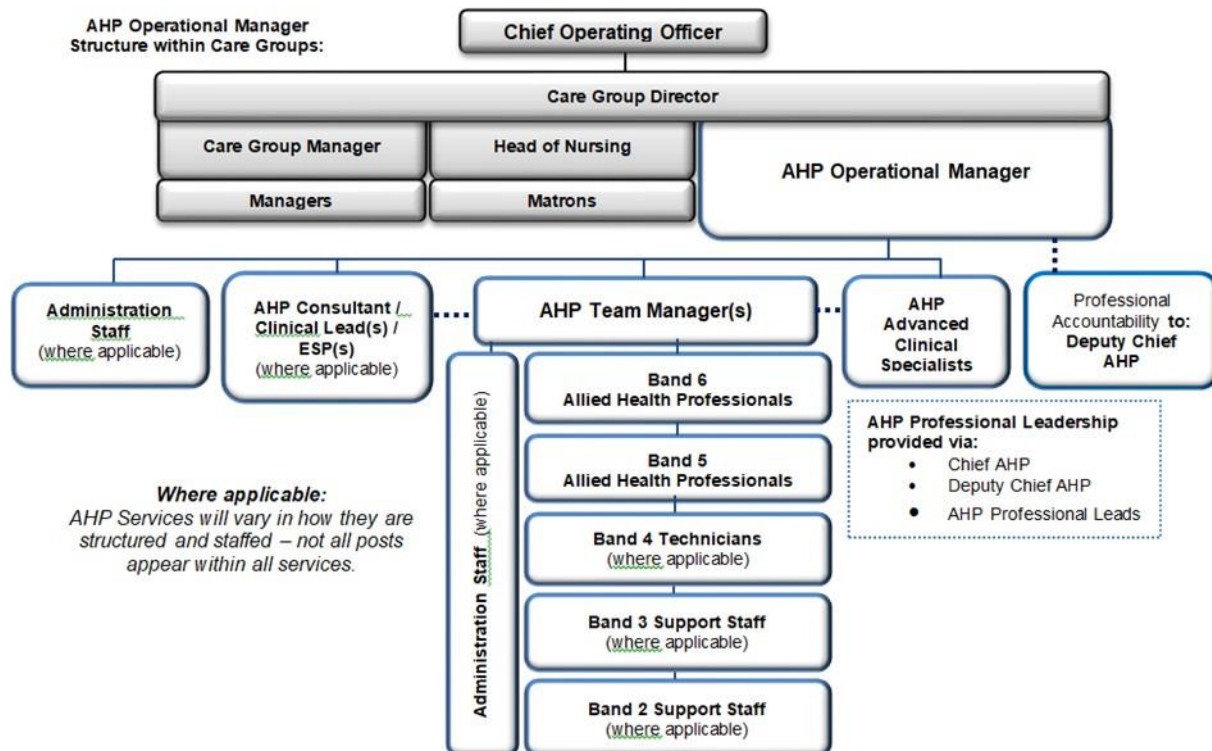 AHP Operational Manager
Structure within Care Groups:
Chief Operating Officer
Care Group Director
Care Group Manager
Head of Nursing
AHP Operational Manager
Managers
Matrons
Administration
Staff
(where applicable)
AHP Consultant /
Clinical Lead(s) /
ESP(s)
(where applicable)
AHP Team Manager(s)
AHP
Advanced
Clinical
Specialists
Professional
Accountability to:
Deputy Chief
AHP
Administration Staff (where applicable)
Band 6
Allied Health Professionals
Band 5
Allied Health Professionals
Band 4 Technicians
(where applicable)
Band 3 Support Staff
(where applicable)
Band 2 Support Staff
(where applicable)
AHP Professional Leadership
provided via:
• Chief AHP
• Deputy Chief AHP
• AHP Professional Leads
Where applicable:
AHP Services will vary in how they are
structured and staffed – not all posts
appear within all services.